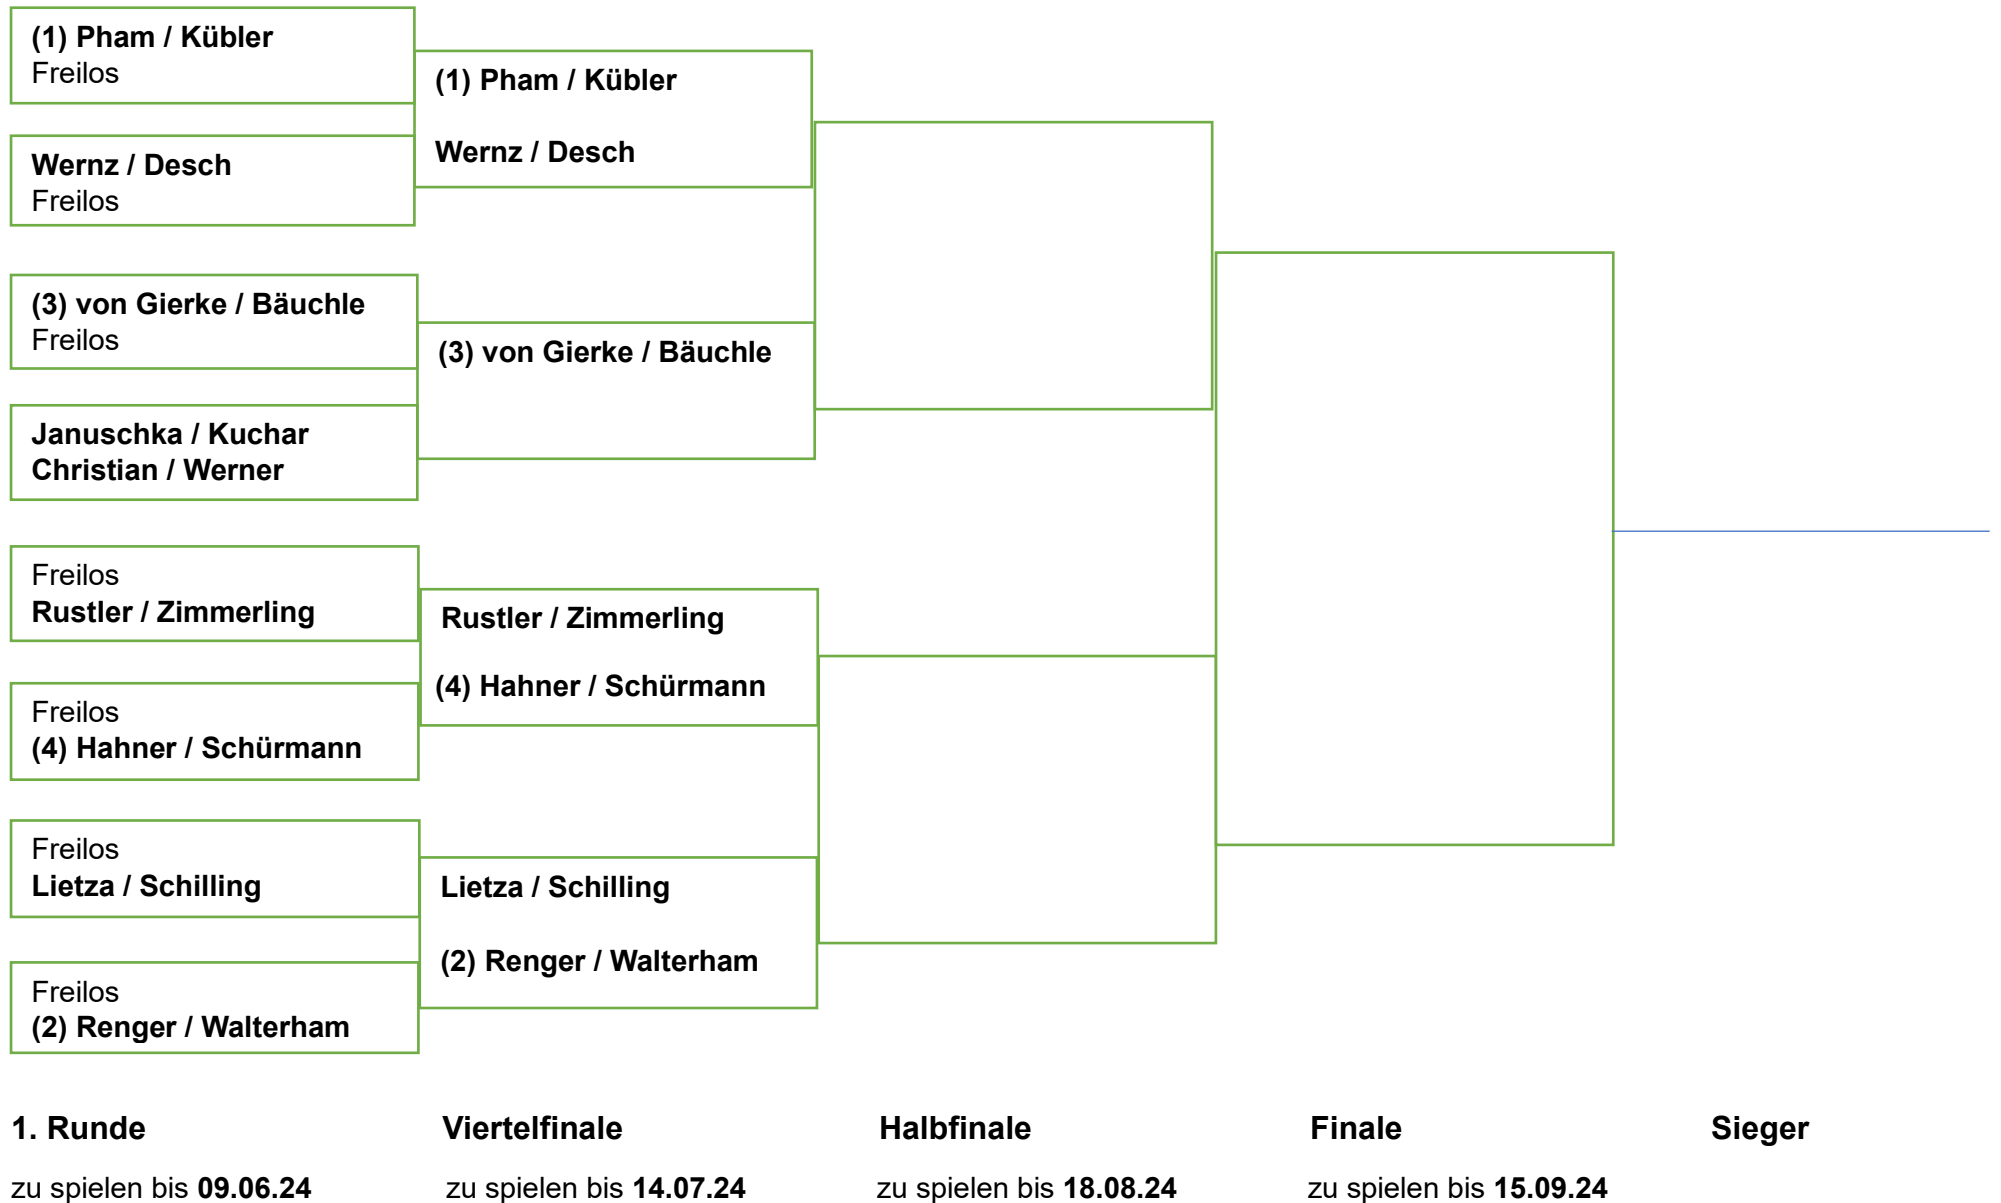 (1) Pham / Kübler
Freilos
Wernz / Desch
Freilos
(3) von Gierke / Bäuchle
Freilos
Januschka / Kuchar
Christian / Werner
Freilos
Rustler / Zimmerling
Freilos
(4) Hahner / Schürmann
Freilos
Lietza / Schilling
Freilos
(2) Renger / Walterham
(1) Pham / Kübler
Wernz / Desch
(3) von Gierke / Bäuchle
Rustler / Zimmerling
(4) Hahner / Schürmann
Lietza / Schilling
(2) Renger / Walterham
1. Runde
zu spielen bis 09.06.24
Viertelfinale
zu spielen bis 14.07.24
Halbfinale
zu spielen bis 18.08.24
Finale
zu spielen bis 15.09.24
Sieger